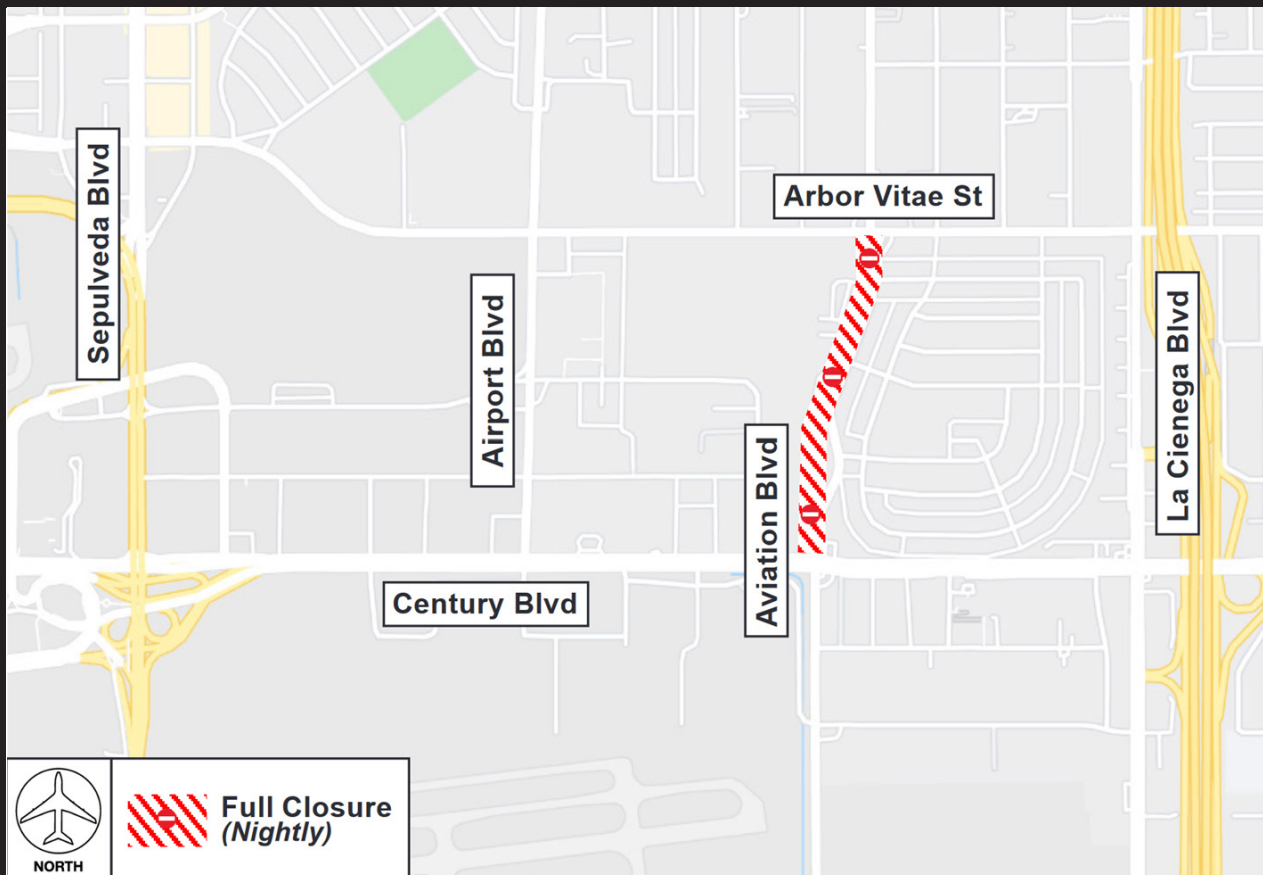 Arbor Vitae St
Sepulveda Blvd
Airport Blvd
La Cienega Blvd
Aviation Blvd
Century Blvd
NORTH
Full Closure
(Nightly)